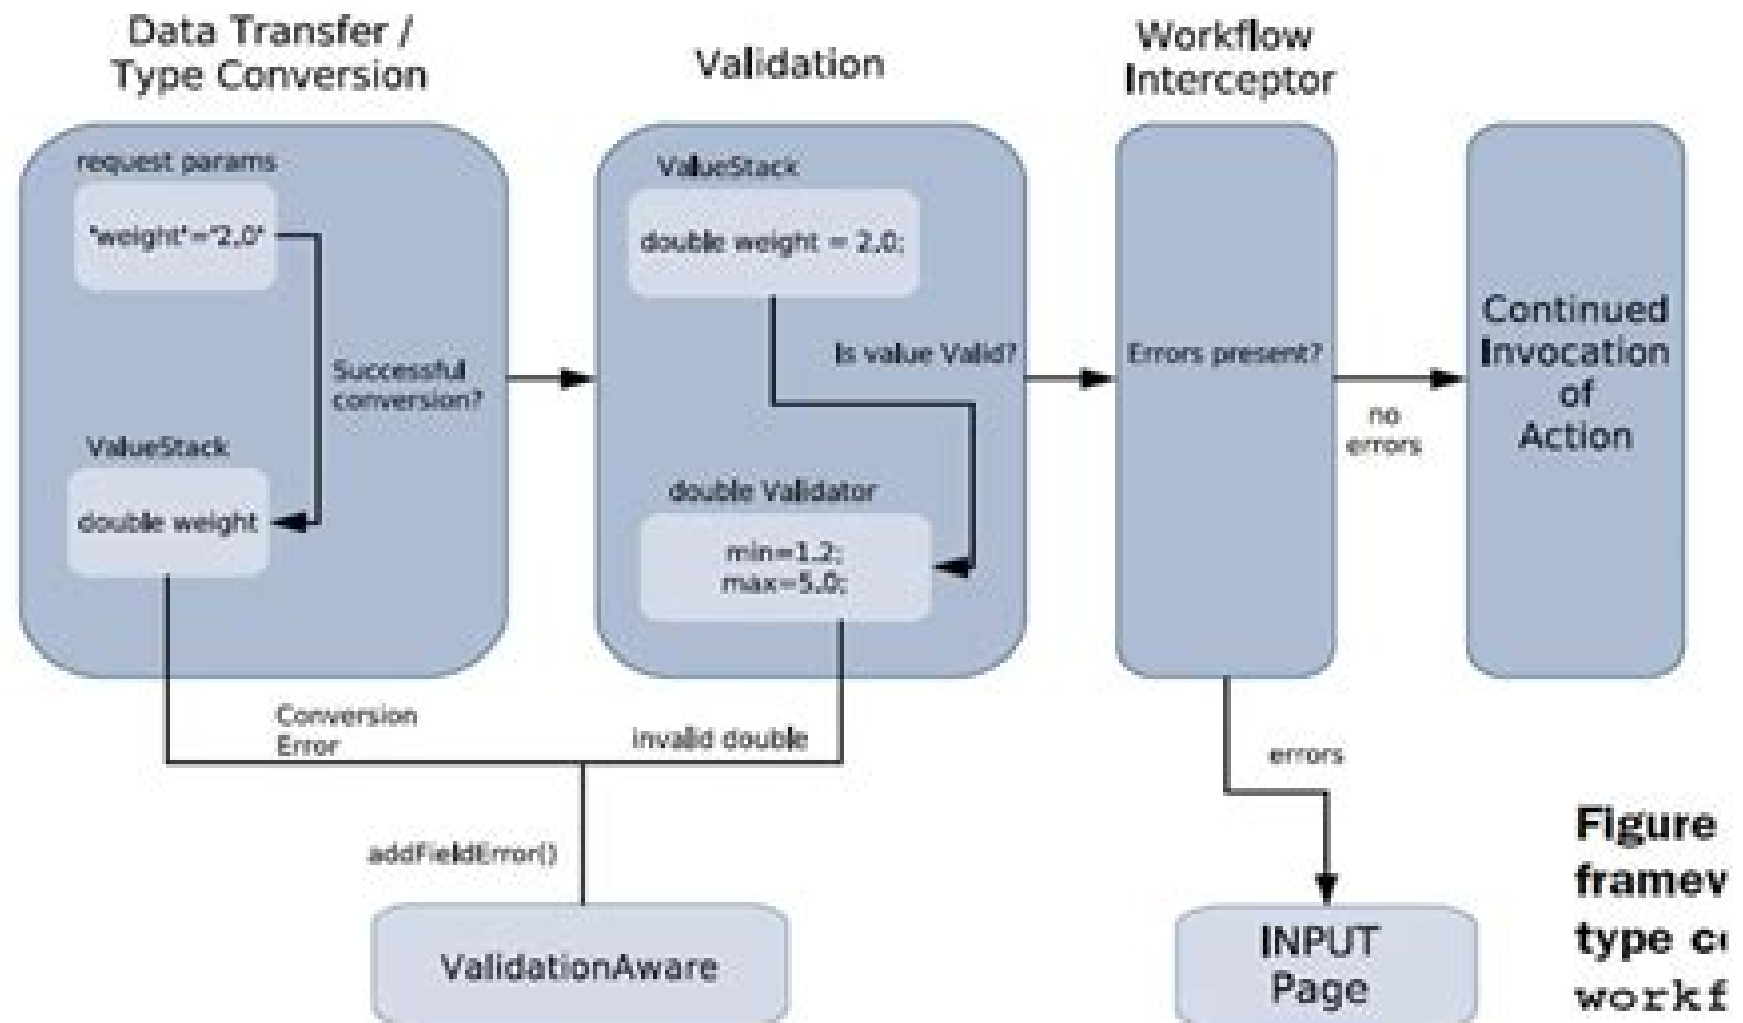 Data Transfer /
Type Conversion
Validation
Workflow
Interceptor
request params
"weight"="2.0"
Successful
conversion?
ValueStack
double weight
ValueStack
double weight = 2.0;
Is value Valid?
double Validator
min=1.2;
max=5.0;
Errors present?
no
errors
Continued
Invocation
of
Action
Conversion
Error
invalid double
addFieldError()
ValidationAware
errors
INPUT
Page
Figure
framew
type c
workf